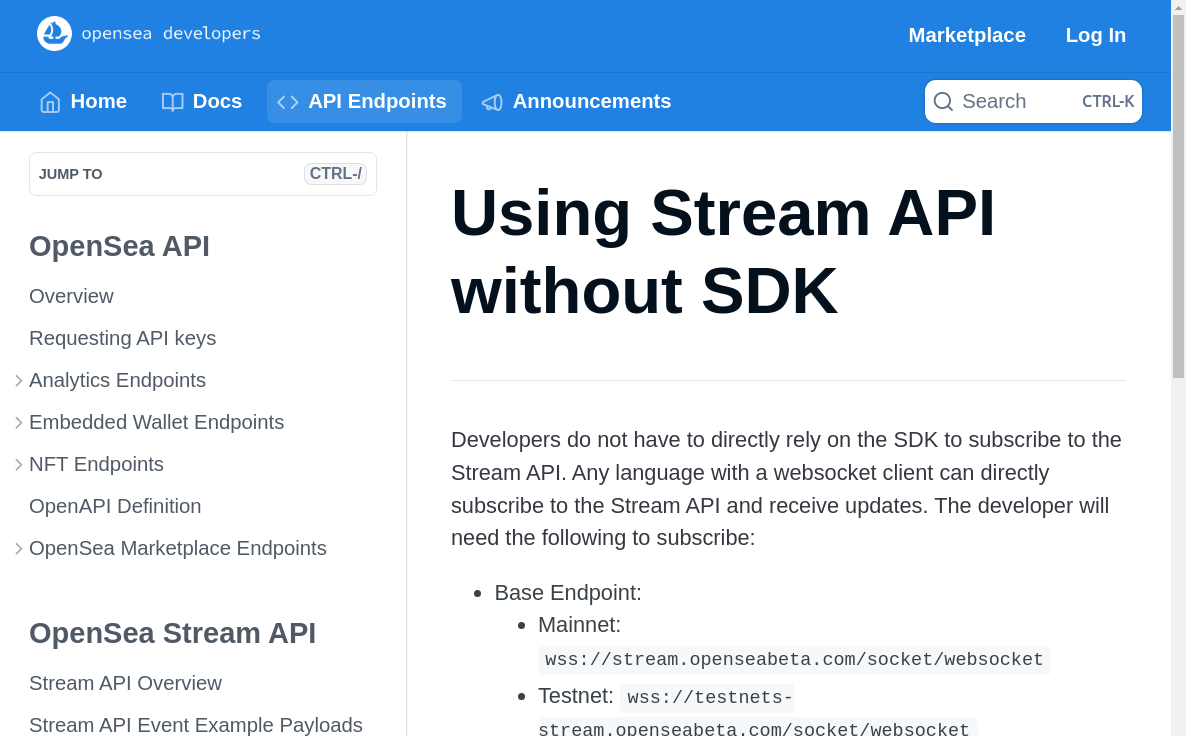 opensea developers
Marketplace
Log In
Home
Docs
API Endpoints
Announcements
Search
CTRL-K
JUMP TO
CTRL-/
OpenSea API
Overview
Requesting API keys
Analytics Endpoints
Embedded Wallet Endpoints
NFT Endpoints
OpenAPI Definition
OpenSea Marketplace Endpoints
OpenSea Stream API
Stream API Overview
Stream API Event Example Payloads
Using Stream API
without SDK
Developers do not have to directly rely on the SDK to subscribe to the
Stream API. Any language with a websocket client can directly
subscribe to the Stream API and receive updates. The developer will
need the following to subscribe:
Base Endpoint:
Mainnet:
wss://stream.openseabeta.com/socket/websocket
Testnet: wss://testnets-
stream.openseabeta.com/socket/websocket